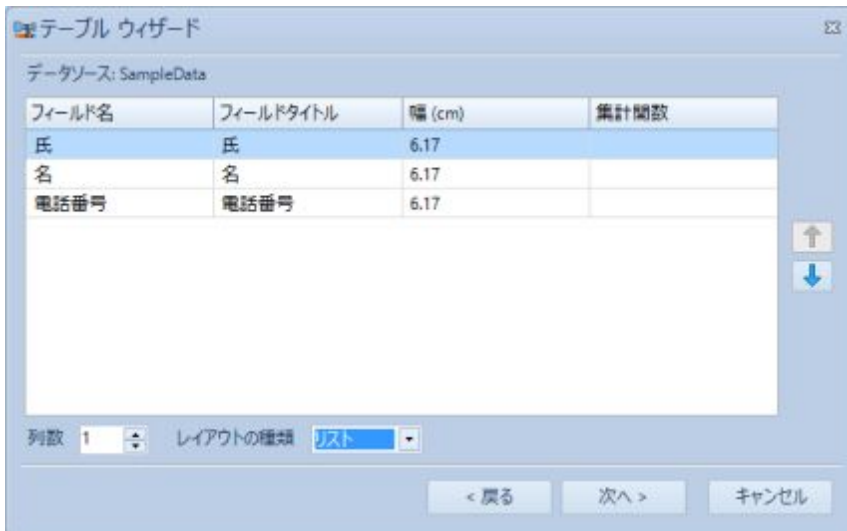 テーブル ウィザード
データソース: SampleData
フィールド名 フィールドタイトル 幅 (cm) 集計関数
氏 氏 6.17
名 名 6.17
電話番号 電話番号 6.17
列数 1 レイアウトの種類 リスト
< 戻る 次へ > キャンセル